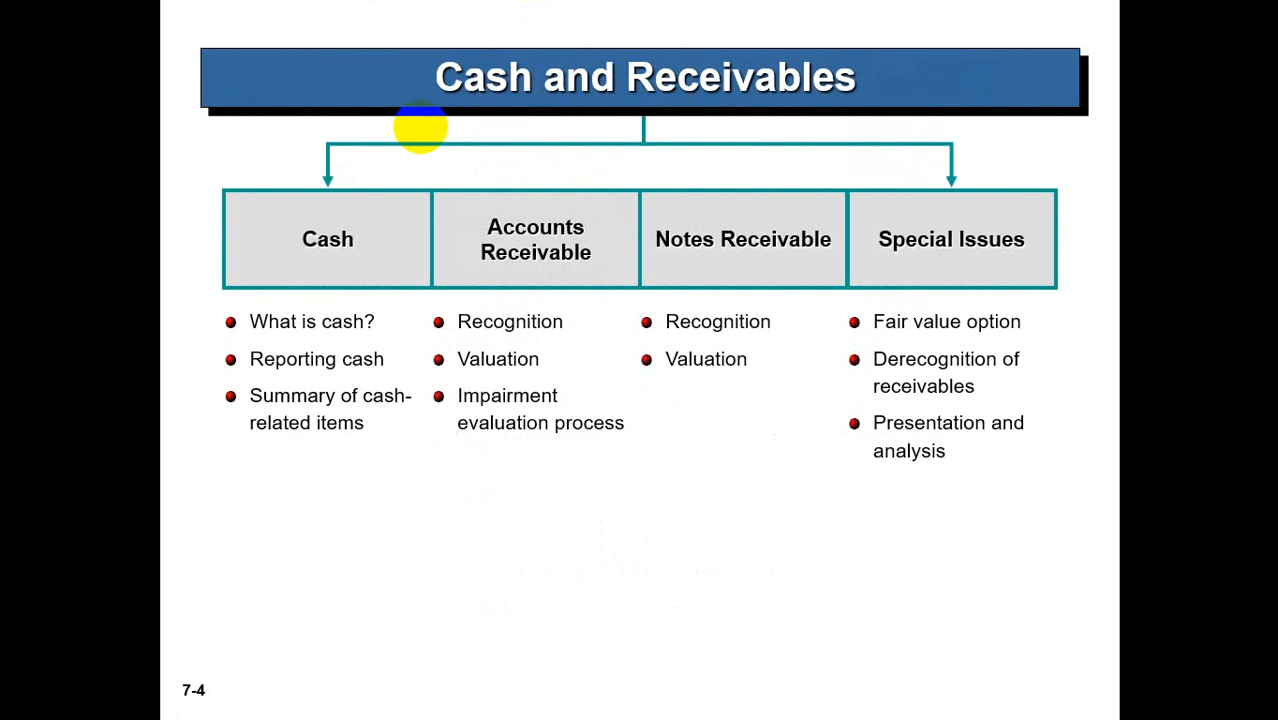 Cash and Receivables
Cash
Accounts
Receivable
Notes Receivable
Special Issues
What is cash?
Reporting cash
Summary of cash-
related items
Recognition
Valuation
Impairment
evaluation process
Recognition
Valuation
Fair value option
Derecognition of
receivables
Presentation and
analysis
7-4